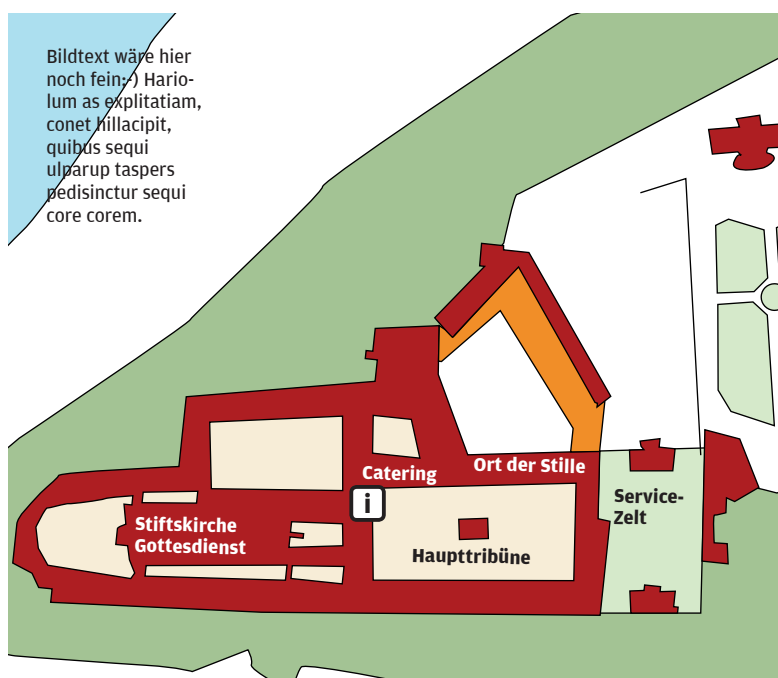 Bildtext wäre hier
noch fein;-) Hario-
lum as explitatiam,
conet hillacipit,
quibus sequi
ulparup taspers
pedisinctur sequi
core corem.
Catering
Ort der Stille
i
Service-
Zelt
Stiftskirche
Gottesdienst
Haupttribüne